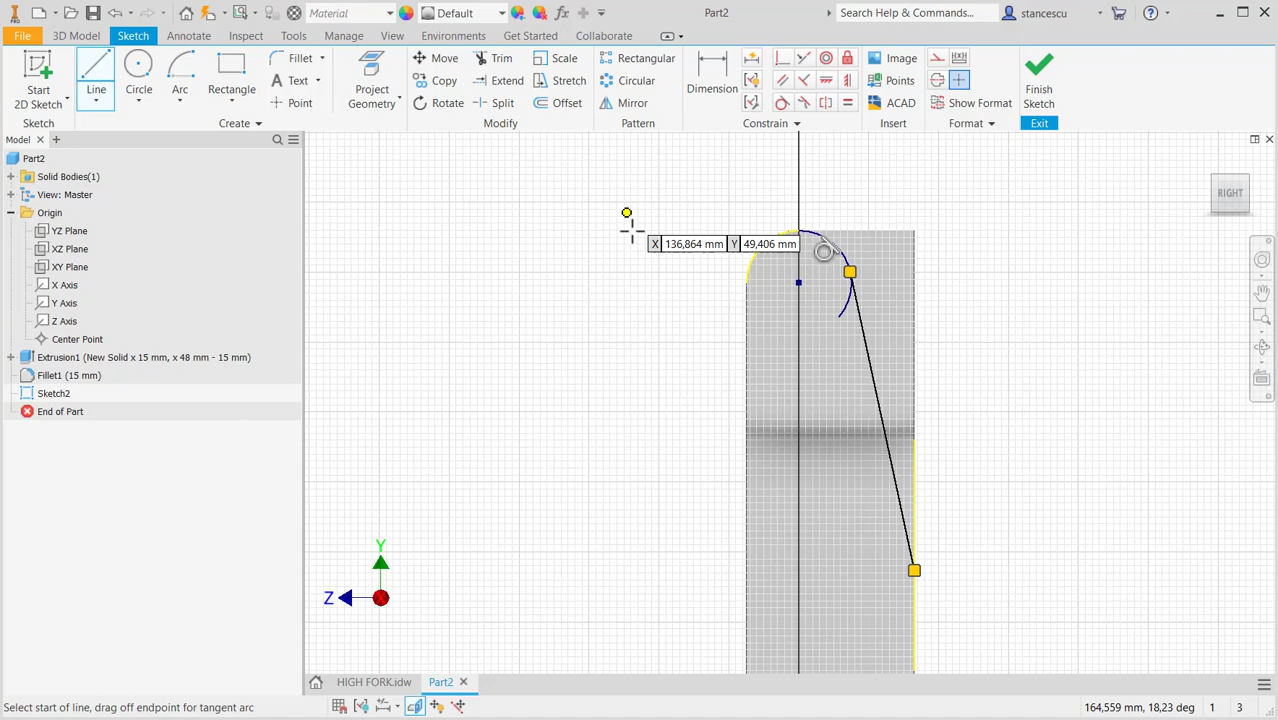 Material
Default
Part2
Search Help & Commands...
stancescu
File
3D Model
Sketch
Annotate
Inspect
Tools
Manage
View
Environments
Get Started
Collaborate
Start
2D Sketch
Sketch
Line
Circle
Arc
Rectangle
Fillet
Text
Point
Create
Project
Geometry
Move
Copy
Rotate
Trim
Extend
Split
Scale
Stretch
Offset
Modify
Rectangular
Circular
Mirror
Pattern
Dimension
Constrain
Image
Points
ACAD
Insert
Show Format
Format
Finish
Sketch
Exit
Model
Part2
Solid Bodies(1)
View: Master
Origin
YZ Plane
XZ Plane
XY Plane
X Axis
Y Axis
Z Axis
Center Point
Extrusion1 (New Solid x 15 mm, x 48 mm - 15 mm)
Fillet1 (15 mm)
Sketch2
End of Part
X 136,864 mm Y 49,406 mm
RIGHT
Y
Z
X
HIGH FORK.idw
Part2
Select start of line, drag off endpoint for tangent arc
164,559 mm, 18,23 deg 1 3